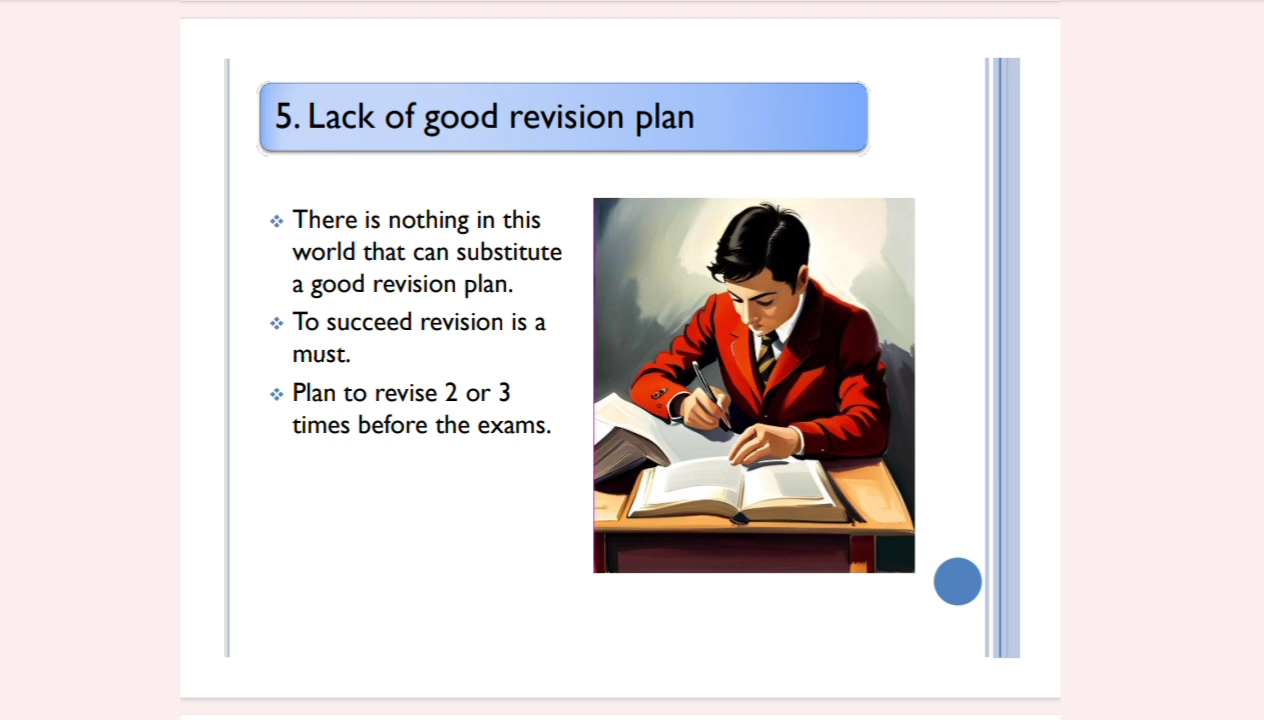 5. Lack of good revision plan
There is nothing in this
world that can substitute
a good revision plan.
To succeed revision is a
must.
Plan to revise 2 or 3
times before the exams.